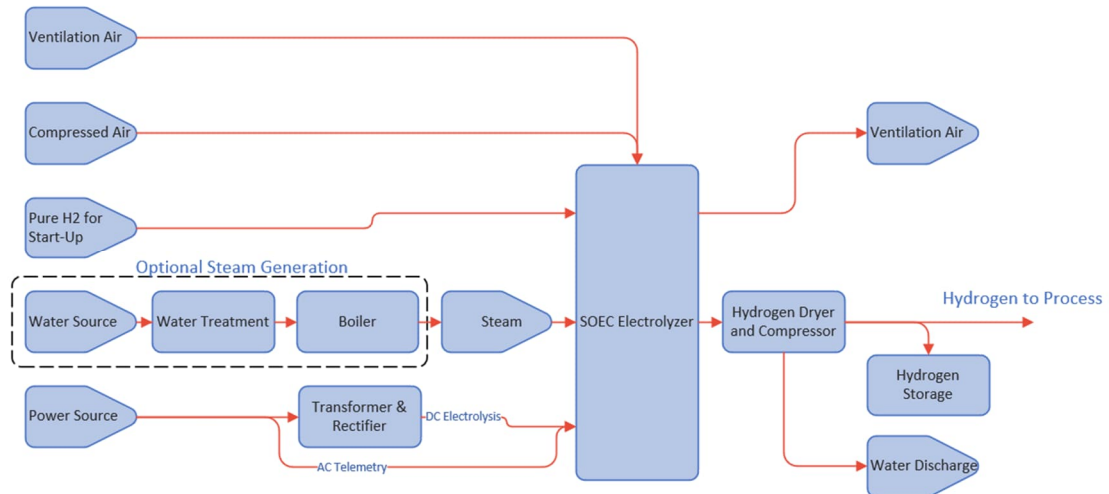 Ventilation Air
Compressed Air
Ventilation Air
Pure H2 for
Start-Up
Optional Steam Generation
Water Source
Water Treatment
Boiler
Steam
SOEC Electrolyzer
Hydrogen Dryer
and Compressor
Hydrogen to Process
Hydrogen
Storage
Power Source
Transformer &
Rectifier
DC Electrolysis
AC Telemetry
Water Discharge